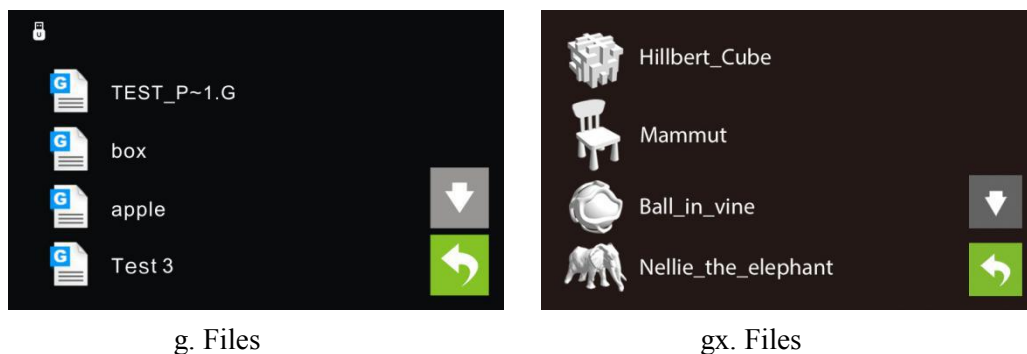 U
G TEST_P~1.G
G box
G apple
G Test 3
g. Files
Hillbert_Cube
Mammut
Ball_in_vine
Nellie_the_elephant
gx. Files